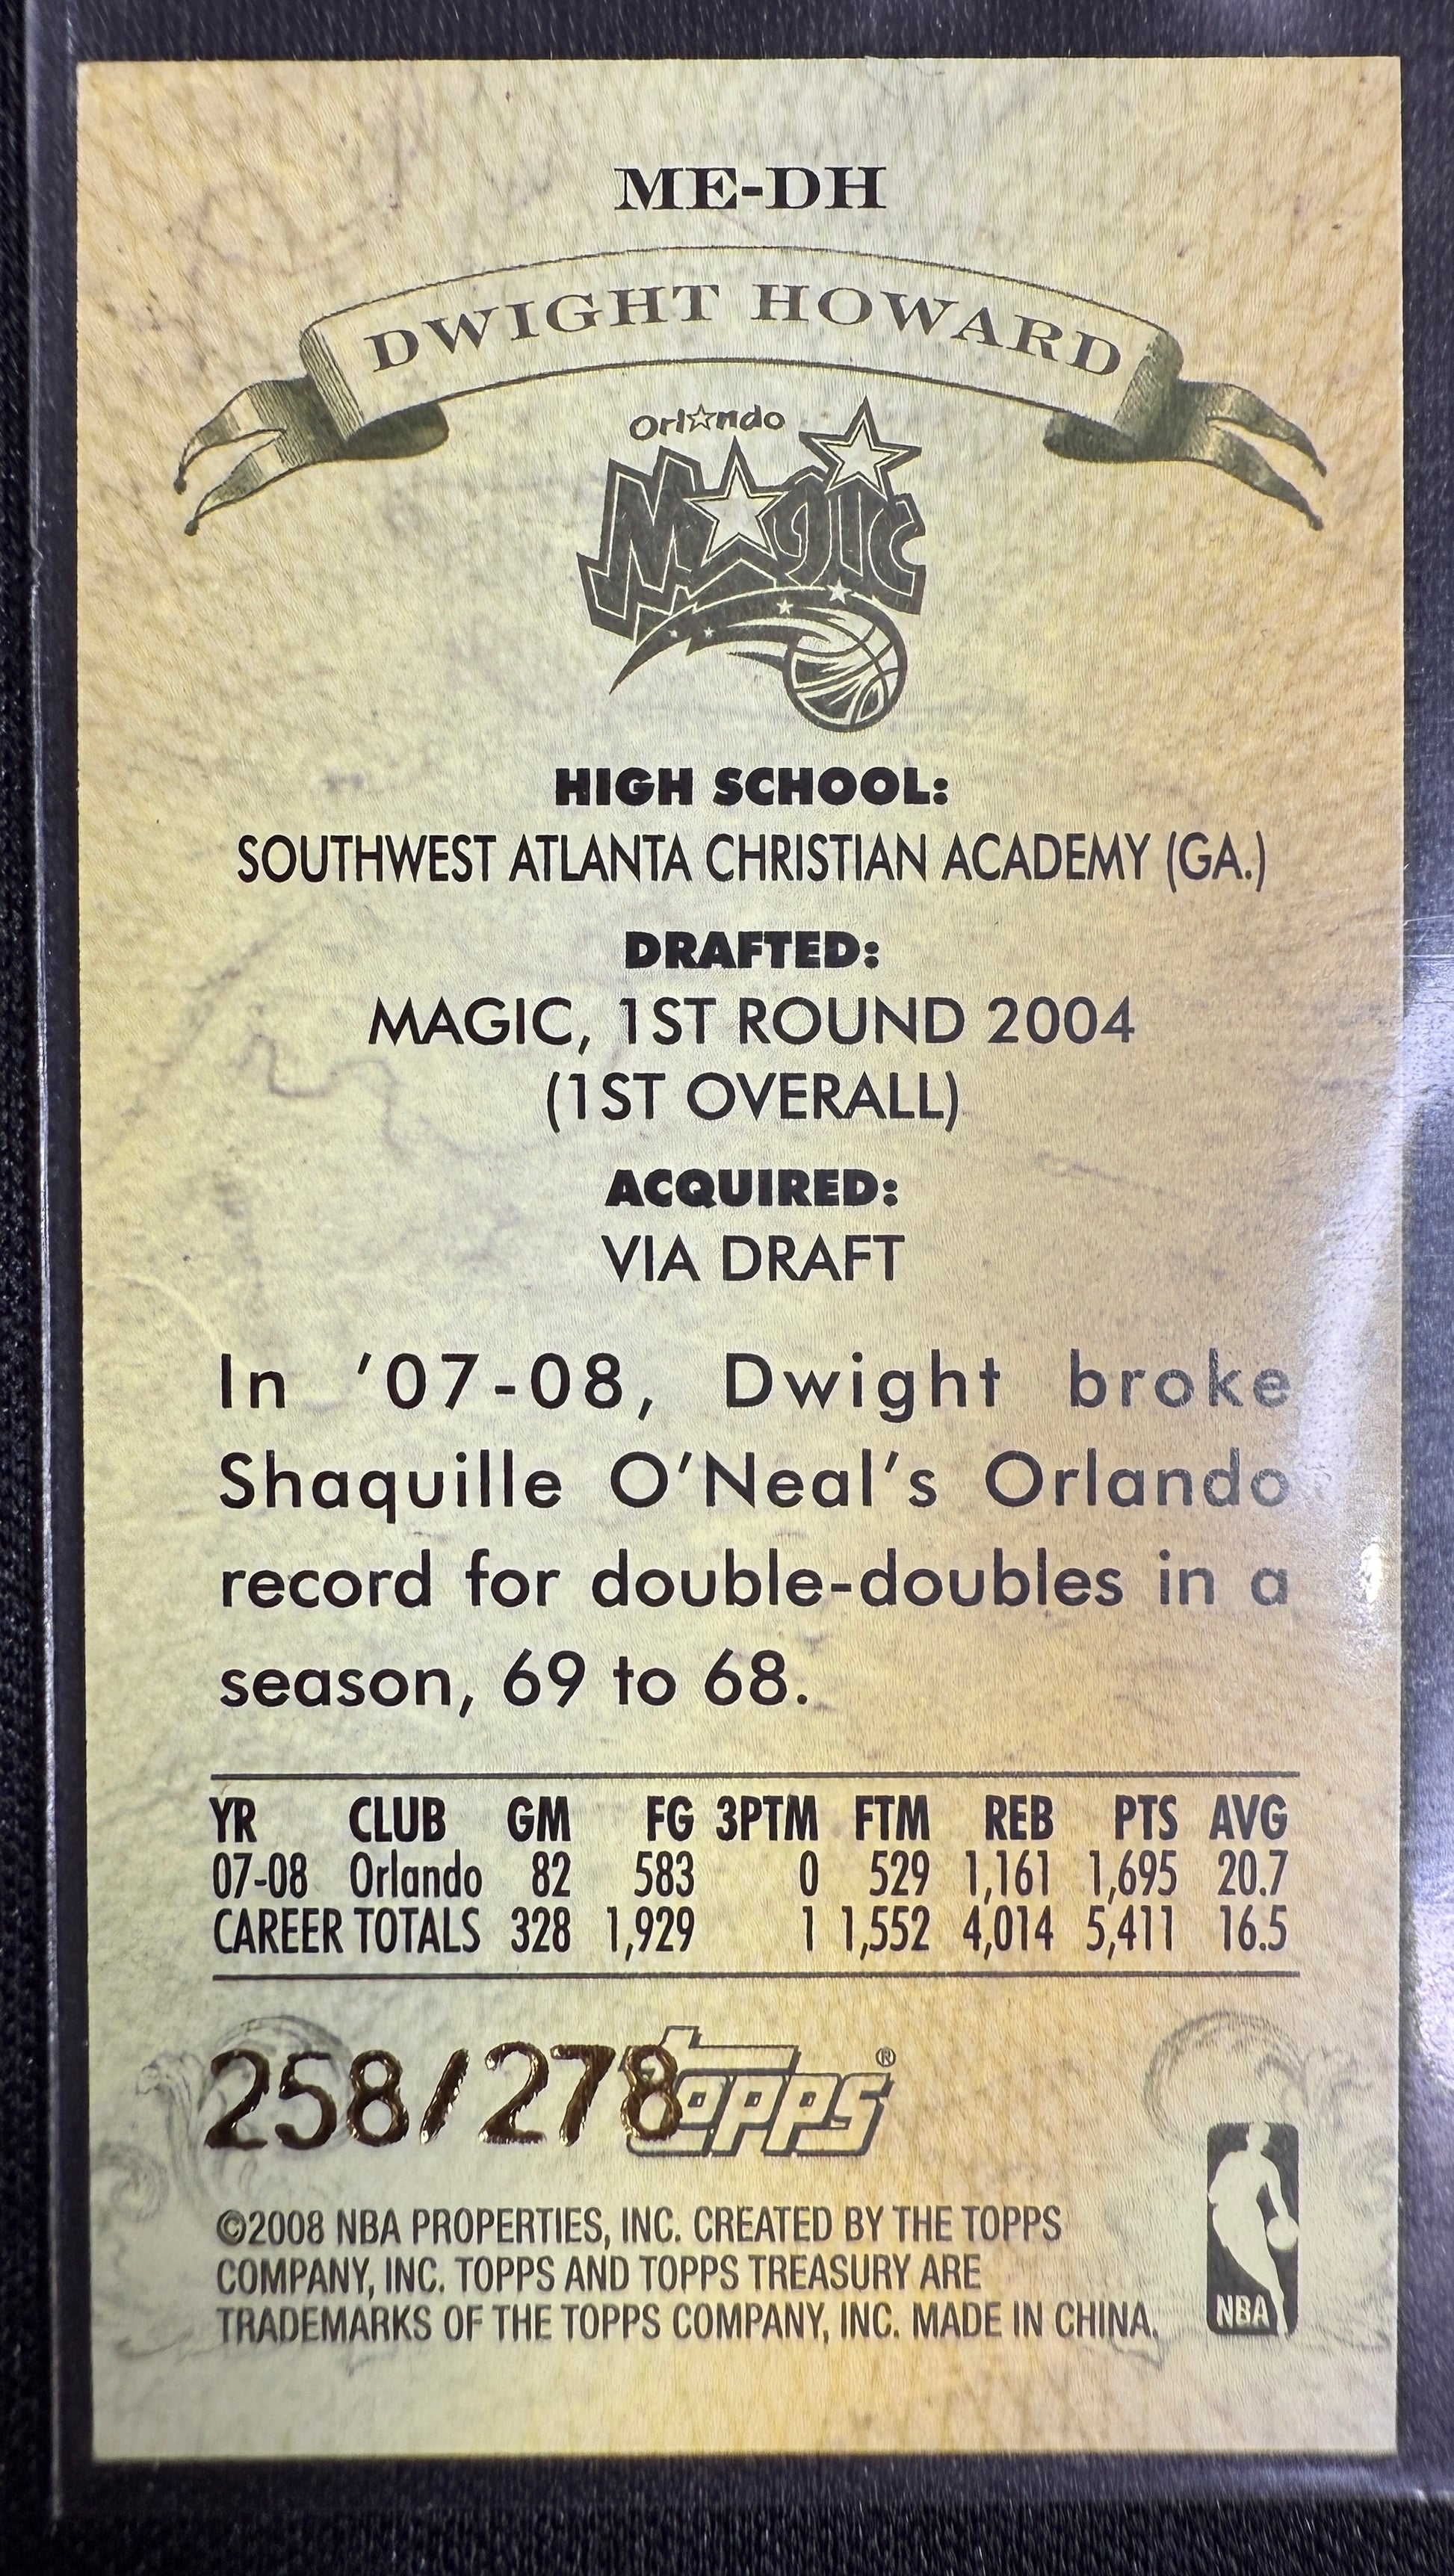 ME-DH
DWIGHT HOWARD
Orlando
Magic
HIGH SCHOOL:
SOUTHWEST ATLANTA CHRISTIAN ACADEMY (GA.)
DRAFTED:
MAGIC, 1ST ROUND 2004
(1ST OVERALL)
ACQUIRED:
VIA DRAFT
In '07-08, Dwight broke
Shaquille O'Neal's Orlando
record for double-doubles in a
season, 69 to 68.
YR CLUB GM FG 3PTM FTM REB PTS AVG
07-08 Orlando 82 583 0 529 1,161 1,695 20.7
CAREER TOTALS 328 1,929 1 1,552 4,014 5,411 16.5
258/278 Topps®
©2008 NBA PROPERTIES, INC. CREATED BY THE TOPPS
COMPANY, INC. TOPPS AND TOPPS TREASURY ARE
TRADEMARKS OF THE TOPPS COMPANY, INC. MADE IN CHINA.
NBA